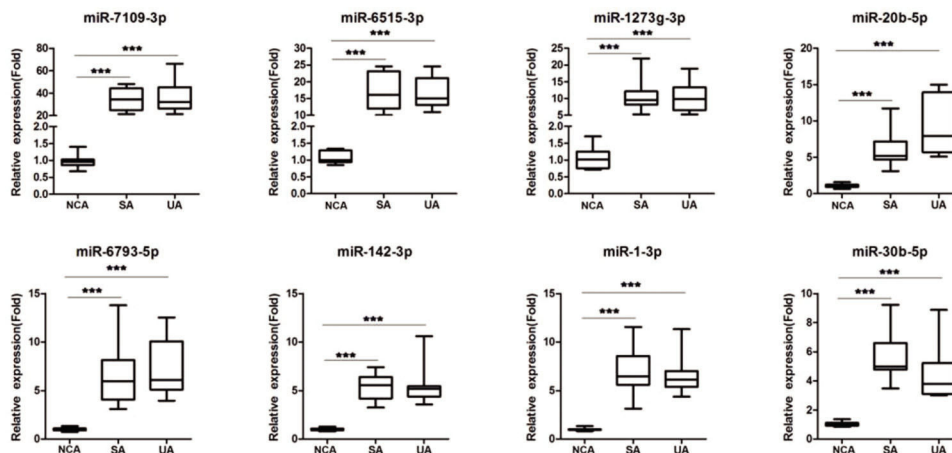 miR-7109-3p
Relative expression(Fold)
80
60
40
20
2.0
1.5
1.0
0.5
0.0
***
***
NCA SA UA
miR-6515-3p
Relative expression(Fold)
30
25
20
15
10
2.0
1.5
1.0
0.5
0.0
***
***
NCA SA UA
miR-1273g-3p
Relative expression(Fold)
25
20
15
10
5
2.0
1.5
1.0
0.5
0.0
***
***
NCA SA UA
miR-20b-5p
Relative expression(Fold)
20
15
10
5
0
***
***
NCA SA UA
miR-6793-5p
Relative expression(Fold)
15
10
5
0
***
***
NCA SA UA
miR-142-3p
Relative expression(Fold)
15
10
5
0
***
***
NCA SA UA
miR-1-3p
Relative expression(Fold)
15
10
5
0
***
***
NCA SA UA
miR-30b-5p
Relative expression(Fold)
10
8
6
4
2
0
***
***
NCA SA UA